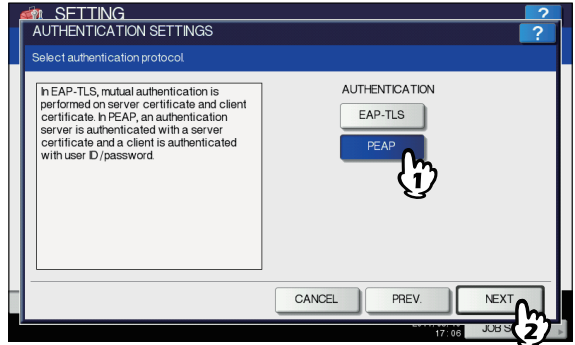 SETTING
?
AUTHENTICATION SETTINGS
?
Select authentication protocol.
In EAP-TLS, mutual authentication is
performed on server certificate and client
certificate. In PEAP, an authentication
server is authenticated with a server
certificate and a client is authenticated
with user ID/password.
AUTHENTICATION
EAP-TLS
PEAP
1
CANCEL
PREV.
NEXT
2
17:06
JOB S